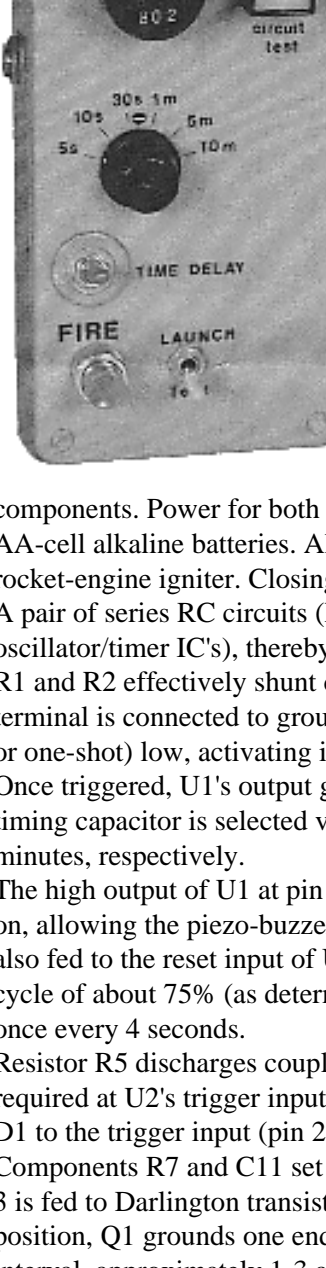 802
circuit
test
30s 1m
10s
5m
5s
10m
TIME DELAY
FIRE
LAUNCH
components. Power for both
AA-cell alkaline batteries. Al
rocket-engine igniter. Closing
A pair of series RC circuits (
oscillator/timer IC's), thereby
R1 and R2 effectively shunt
terminal is connected to grou
or one-shot) low, activating i
Once triggered, U1's output g
timing capacitor is selected v
minutes, respectively.
The high output of U1 at pin
on, allowing the piezo-buzze
also fed to the reset input of U
cycle of about 75% (as deterr
once every 4 seconds.
Resistor R5 discharges coupl
required at U2's trigger input
D1 to the trigger input (pin 2
Components R7 and C11 set
3 is fed to Darlington transist
position, Q1 grounds one end